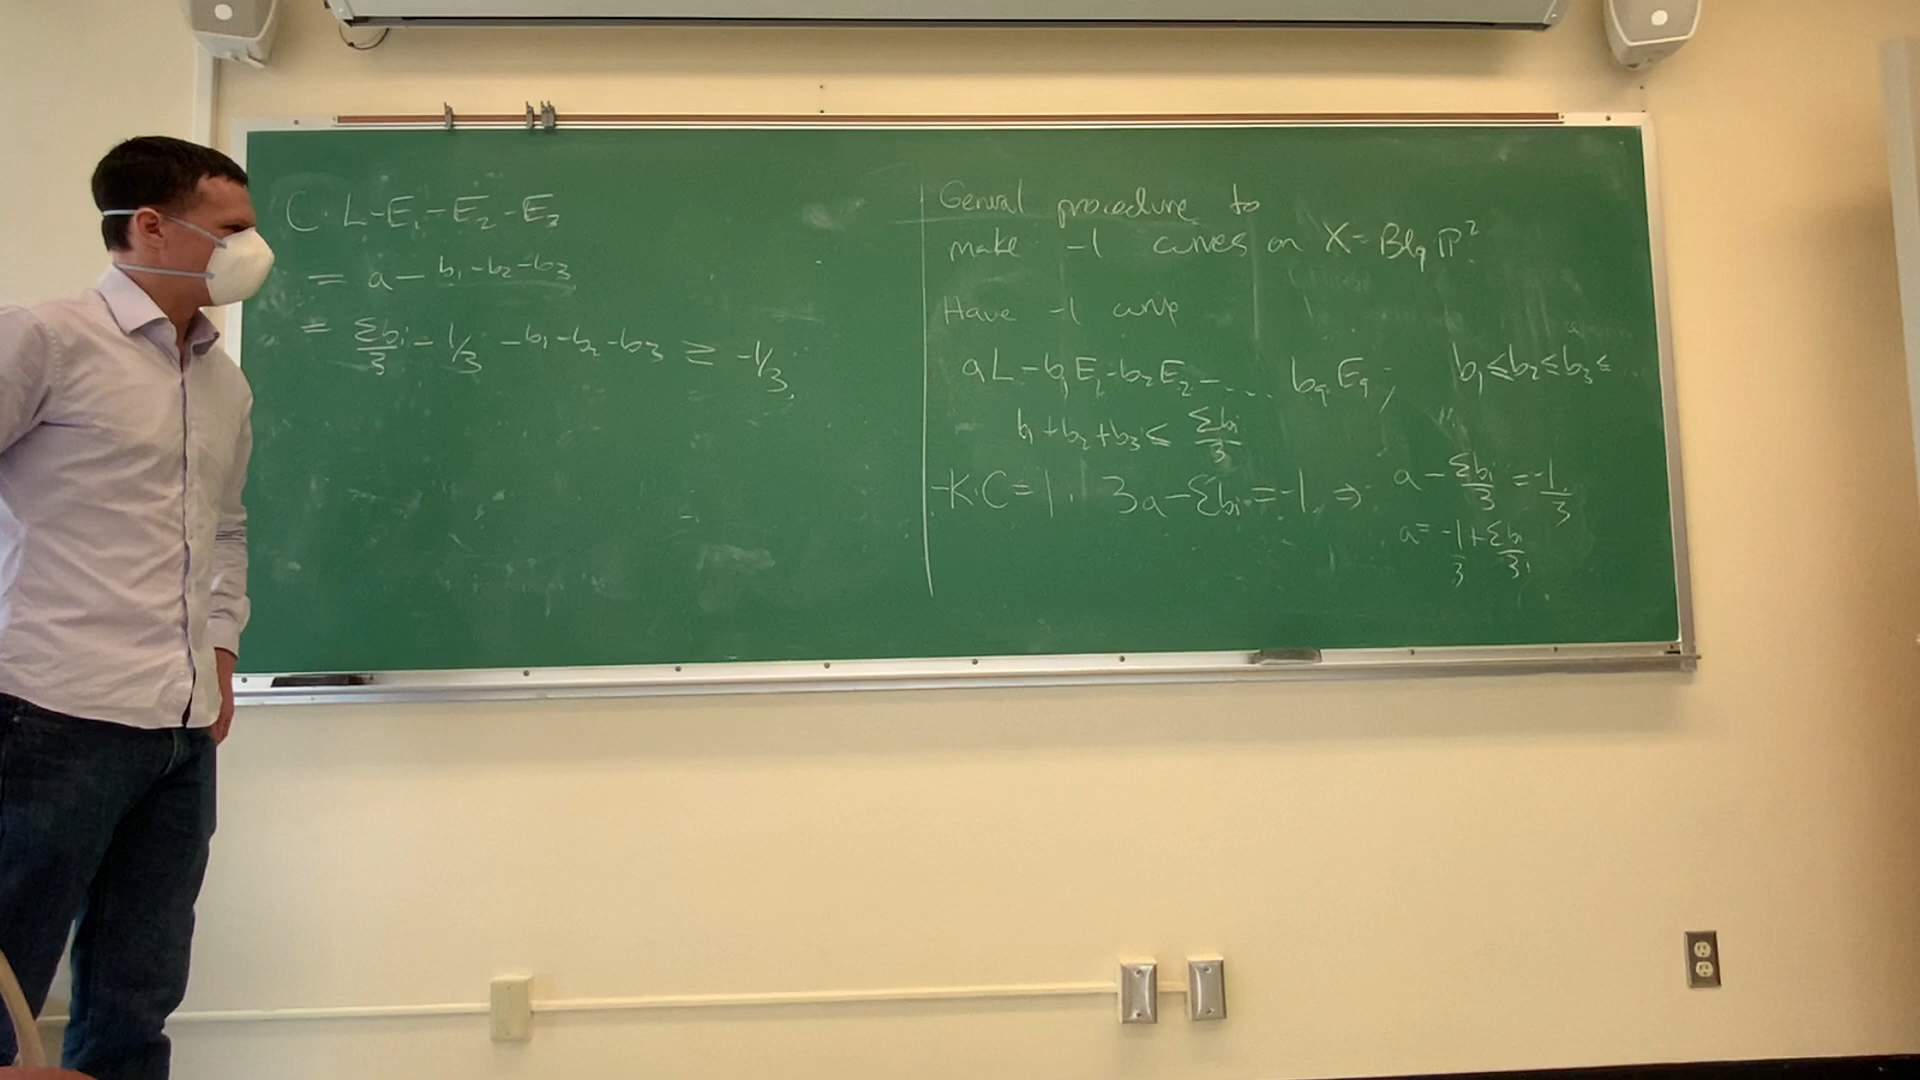 C · L-E₁-E₂-E₃
= a - b₁-b₂-b₃
= Σbᵢ/3 - 1/3 -b₁-b₂-b₃ ≥ -1/3
General procedure to
make -1 curves on X=Bl₉ ℙ²
Have -1 curve
aL-b₁E₁-b₂E₂-... b₉E₉; b₁≤b₂≤b₃≤
b₁+b₂+b₃≤ Σbᵢ/3
-K·C=1. 3a-Σbᵢ=-1. ⇒ a - Σbᵢ/3 = -1/3
a= -1/3 + Σbᵢ/3